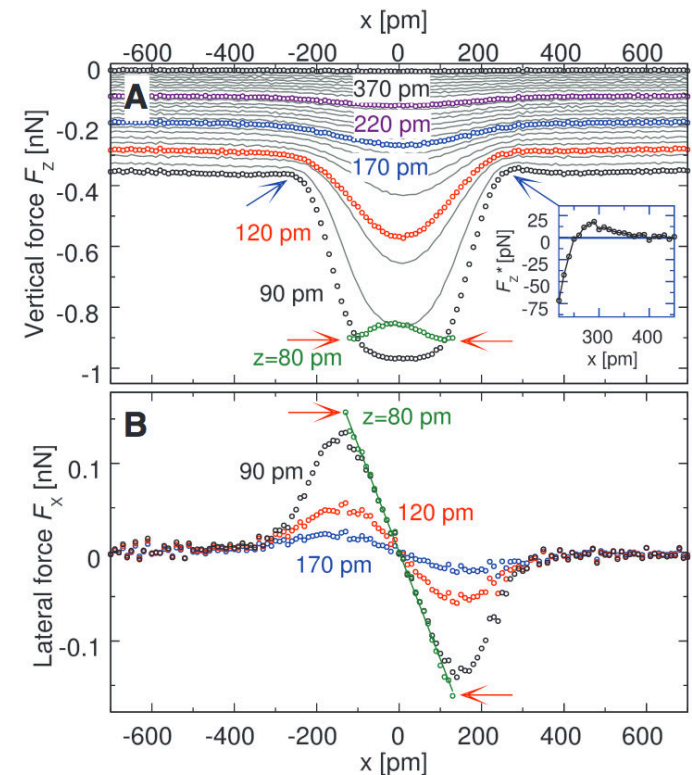 x [pm]
-600 -400 -200 0 200 400 600
A
Vertical force Fz [nN]
0
-0.2
-0.4
-0.6
-0.8
-1
370 pm
220 pm
170 pm
120 pm
90 pm
z=80 pm
Fz* [pN]
25
0
-25
-50
-75
300 400
x [pm]
B
Lateral force Fx [nN]
0.1
0
-0.1
z=80 pm
90 pm
120 pm
170 pm
-600 -400 -200 0 200 400 600
x [pm]